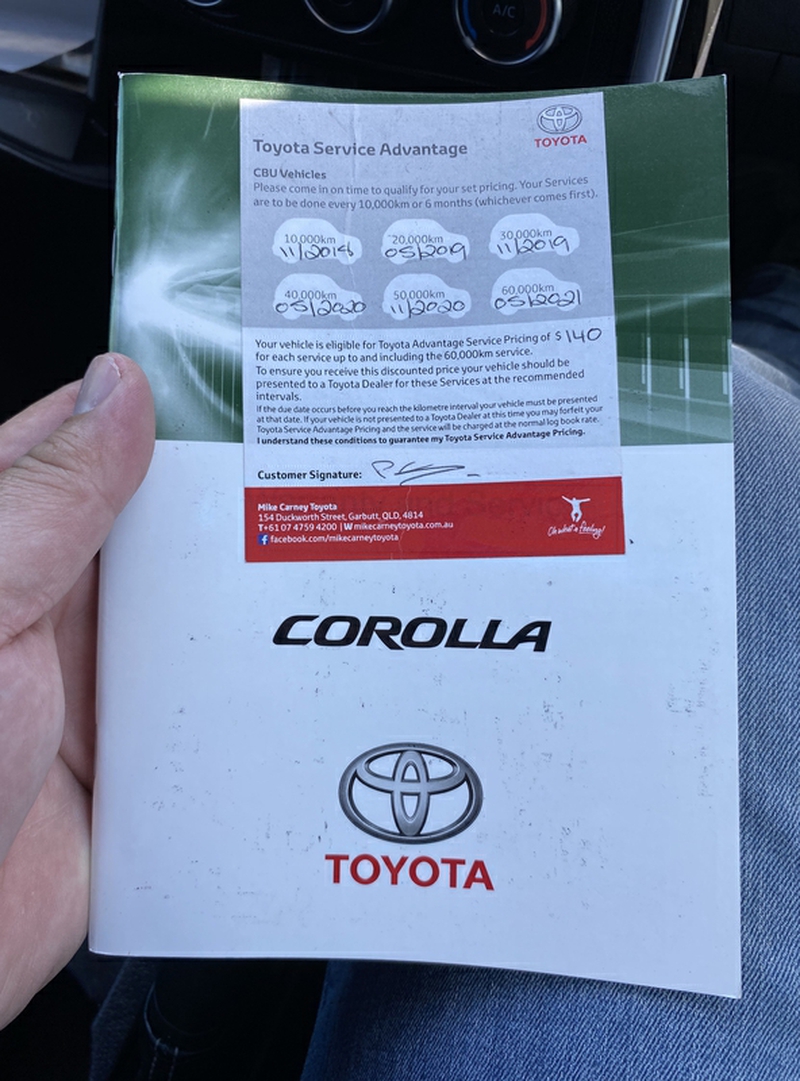 A/C
TOYOTA
Toyota Service Advantage
CBU Vehicles
Please come in on time to qualify for your set pricing. Your Services
are to be done every 10,000km or 6 months (whichever comes first).
10,000km 20,000km 30,000km
11/2018 05/2019 11/2019
40,000km 50,000km 60,000km
05/2020 11/2020 05/2021
Your vehicle is eligible for Toyota Advantage Service Pricing of $ 140
for each service up to and including the 60,000km service.
To ensure you receive this discounted price your vehicle should be
presented to a Toyota Dealer for these Services at the recommended
intervals.
If the due date occurs before you reach the kilometre interval your vehicle must be presented
at that date. If your vehicle is not presented to a Toyota Dealer at this time you may forfeit your
Toyota Service Advantage Pricing and the service will be charged at the normal log book rate.
I understand these conditions to guarantee my Toyota Service Advantage Pricing.
Customer Signature:
Mike Carney Toyota
154 Duckworth Street, Garbutt, QLD, 4814
T+61 07 4759 4200 | W mikecarneytoyota.com.au
f facebook.com/mikecarneytoyota
Oh what a feeling!
COROLLA
TOYOTA